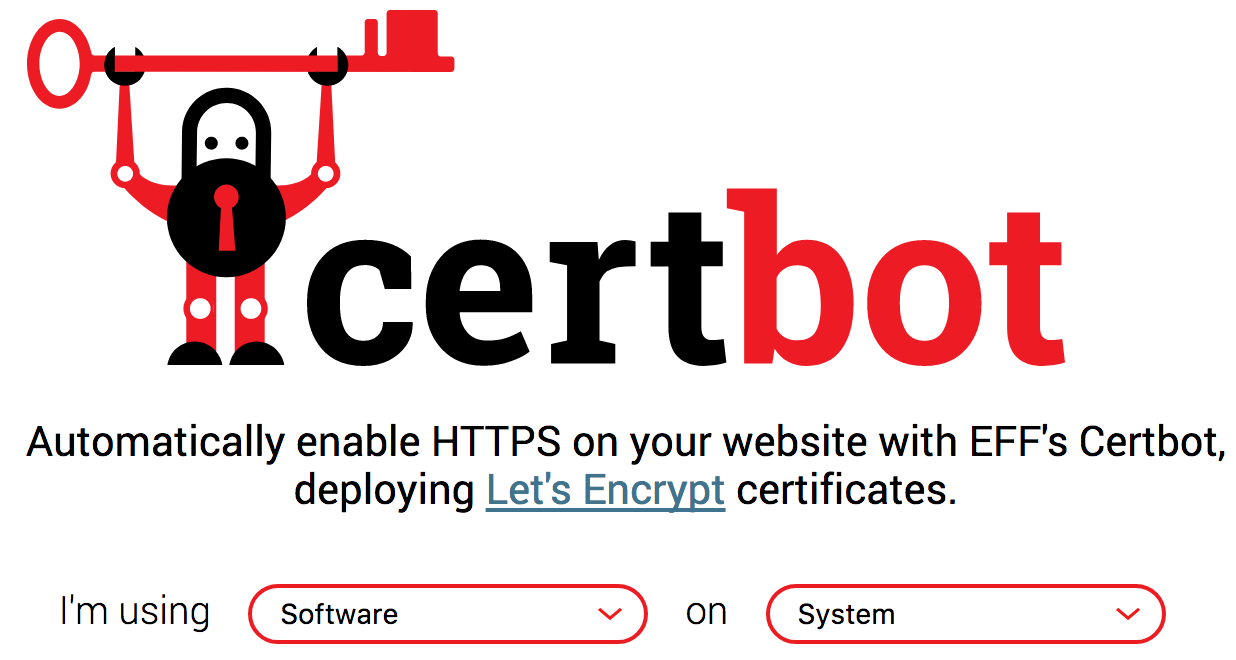 certbot
Automatically enable HTTPS on your website with EFF's Certbot,
deploying Let's Encrypt certificates.
I'm using Software on System